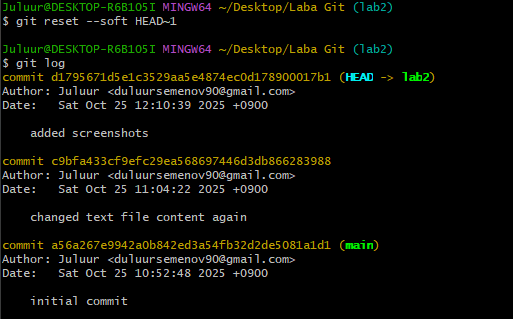 Juluur@DESKTOP-R6B105I MINGW64 ~/Desktop/Laba Git (lab2)
$ git reset --soft HEAD~1
Juluur@DESKTOP-R6B105I MINGW64 ~/Desktop/Laba Git (lab2)
$ git log
commit d1795671d5e1c3529aa5e4874ec0d178900017b1 (HEAD -> lab2)
Author: Juluur <duluursemenov90@gmail.com>
Date:   Sat Oct 25 12:10:39 2025 +0900
added screenshots
commit c9bfa433cf9efc29ea568697446d3db866283988
Author: Juluur <duluursemenov90@gmail.com>
Date:   Sat Oct 25 11:04:22 2025 +0900
changed text file content again
commit a56a267e9942a0b842ed3a54fb32d2de5081a1d1 (main)
Author: Juluur <duluursemenov90@gmail.com>
Date:   Sat Oct 25 10:52:48 2025 +0900
initial commit